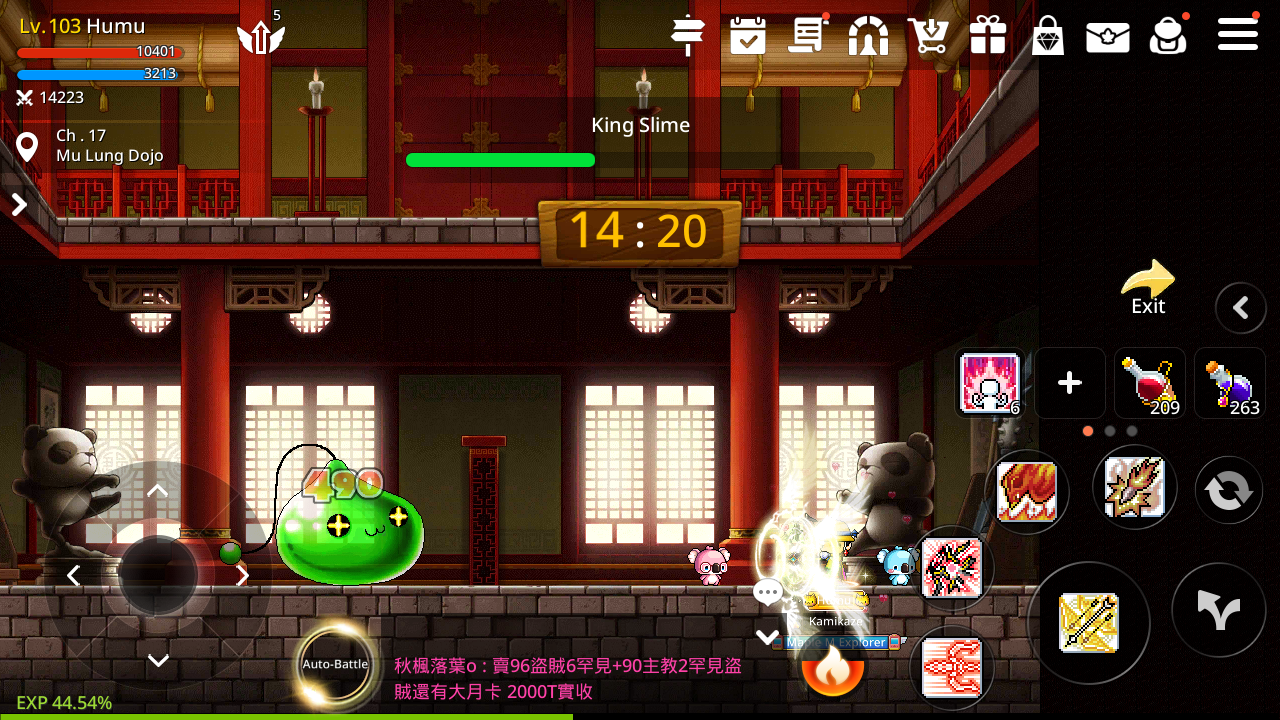 Lv.103 Humu
5
10401
3213
14223
Ch . 17
Mu Lung Dojo
King Slime
14 : 20
Exit
6
209
263
490
Kamikaze
Maple M Explorer
Auto-Battle
秋楓落葉o : 賣96盜賊6罕見+90主教2罕見盜
賊還有大月卡 2000T實收
EXP 44.54%